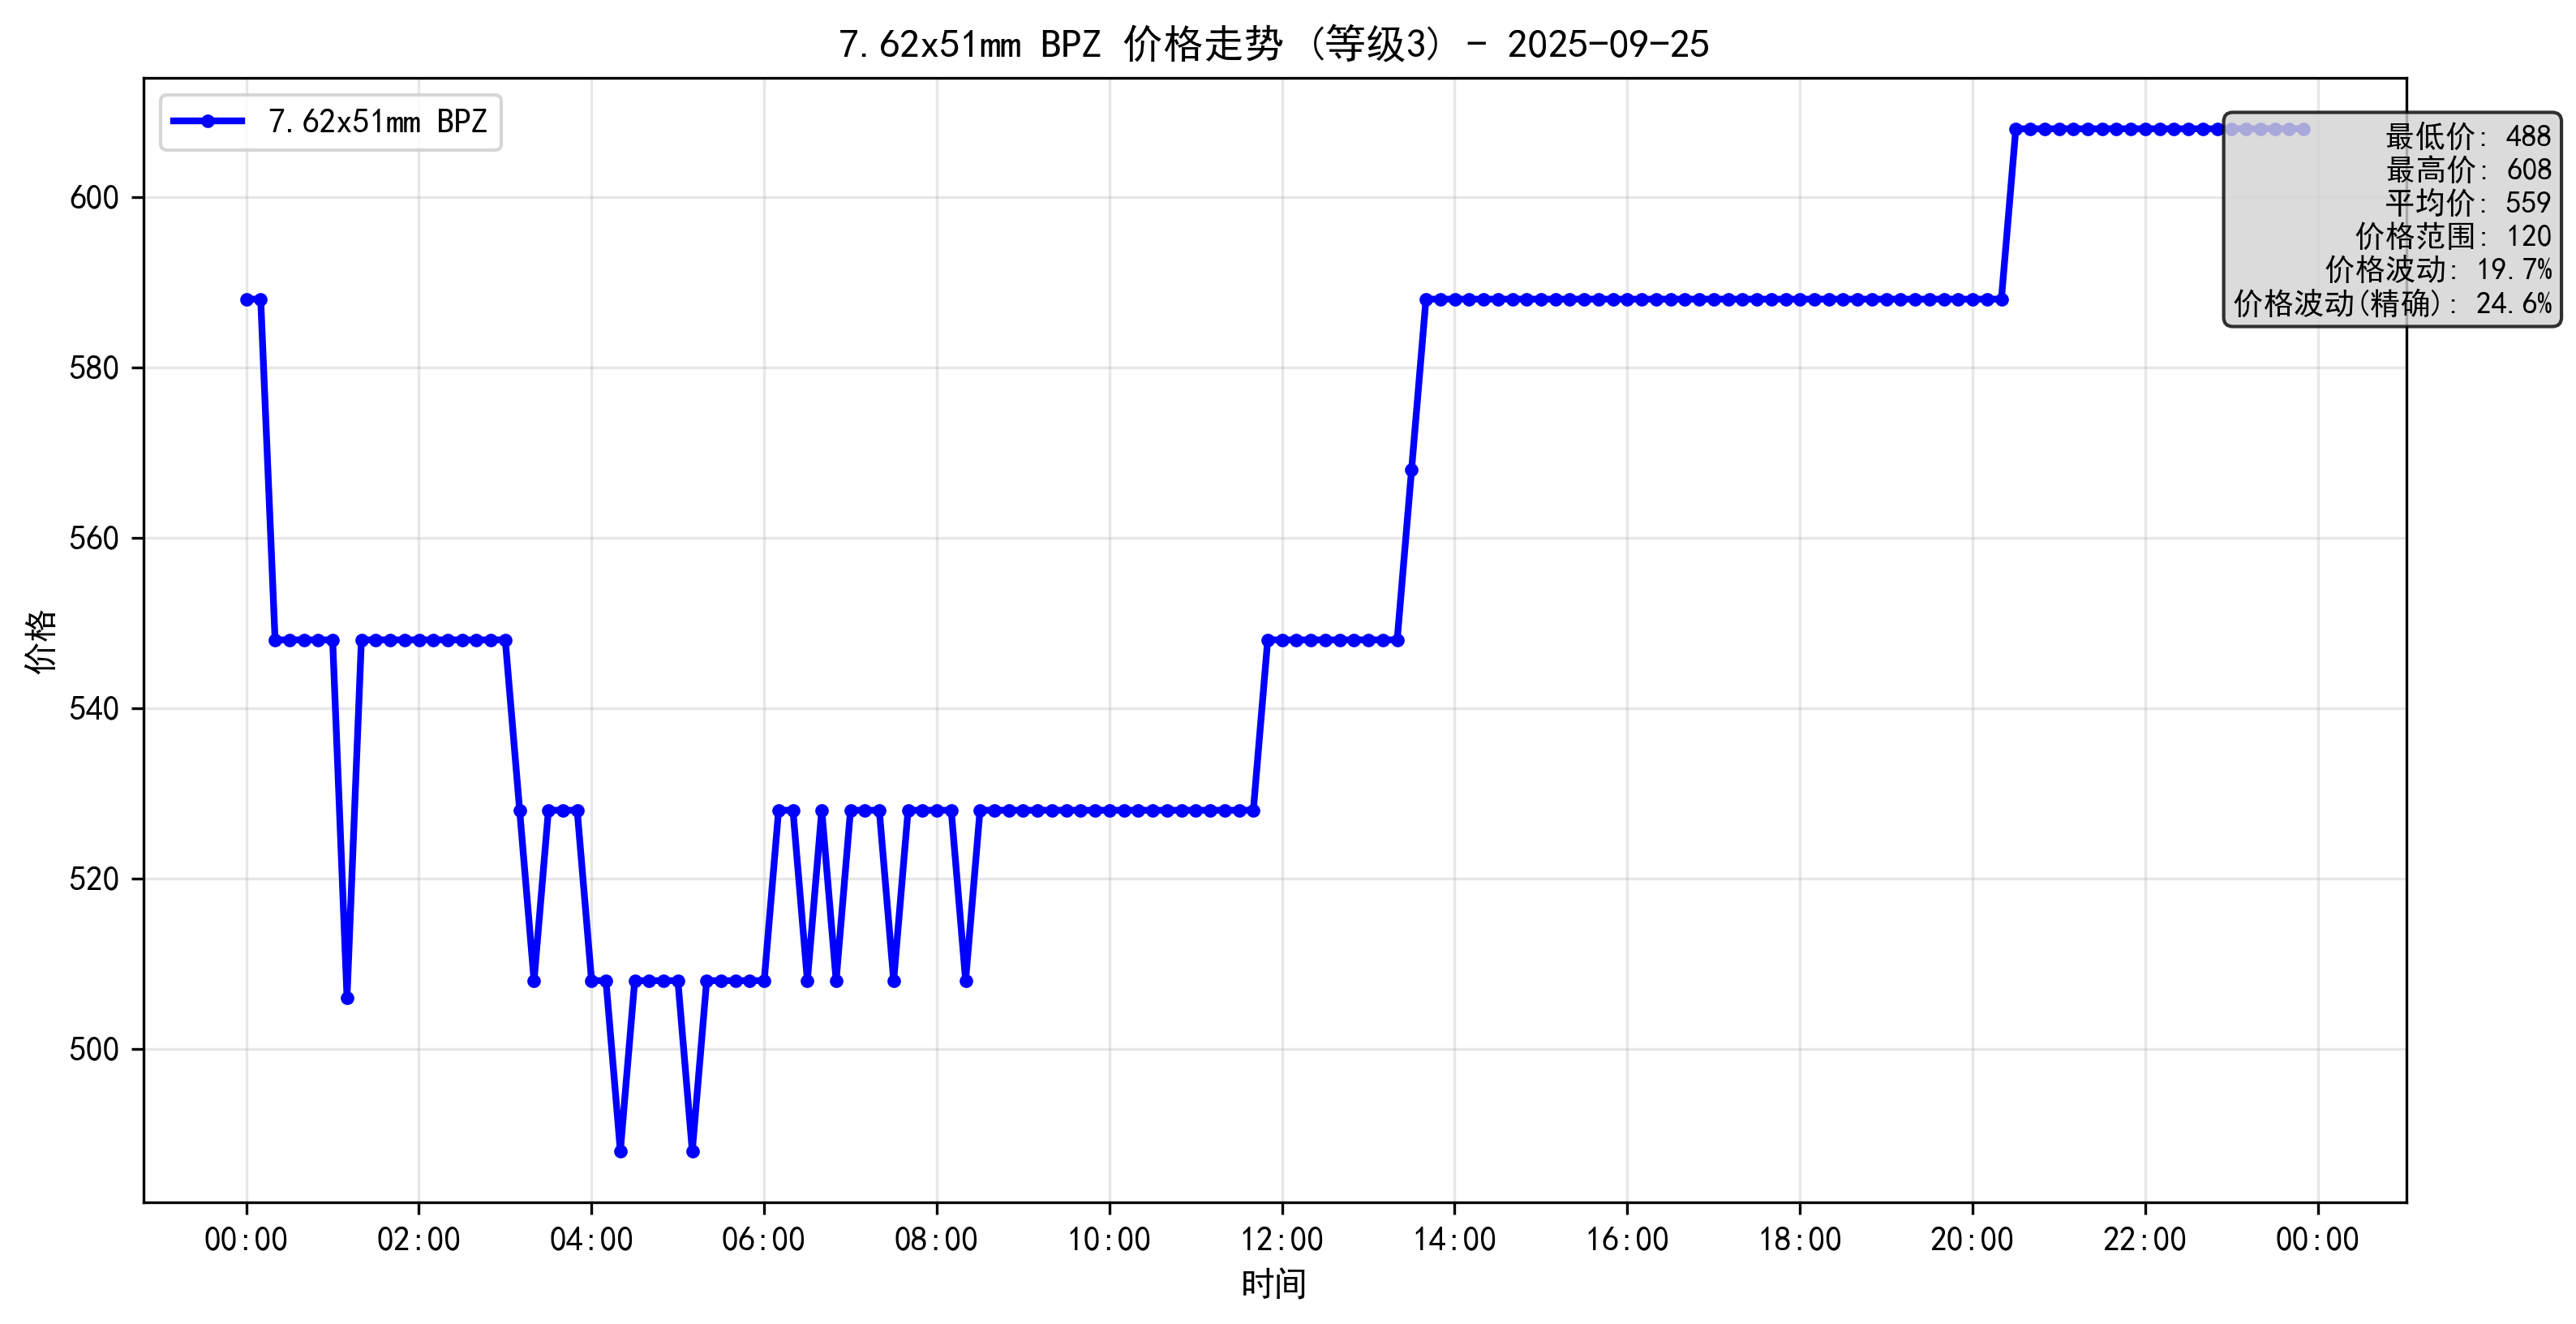 7.62x51mm BPZ 价格走势 (等级3) - 2025-09-25
7.62x51mm BPZ
最低价: 488
最高价: 608
平均价: 559
价格范围: 120
价格波动: 19.7%
价格波动(精确): 24.6%
价格
600
580
560
540
520
500
00:00 02:00 04:00 06:00 08:00 10:00 12:00 14:00 16:00 18:00 20:00 22:00 00:00
时间